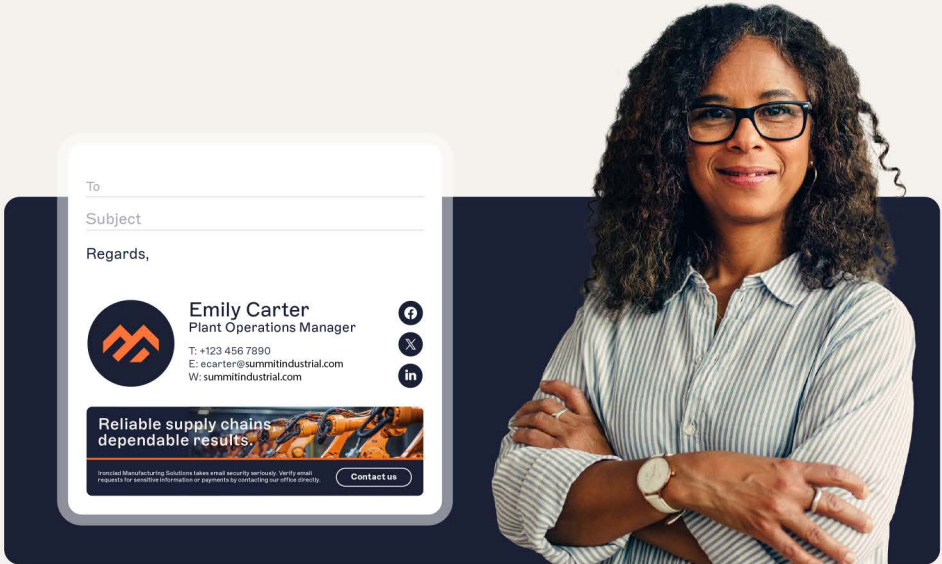 To
Subject
Regards,
Emily Carter
Plant Operations Manager
T: +123 456 7890
E: ecarter@summitindustrial.com
W: summitindustrial.com
Reliable supply chains,
dependable results.
Ironclad Manufacturing Solutions takes email security seriously. Verify email
requests for sensitive information or payments by contacting our office directly.
Contact us